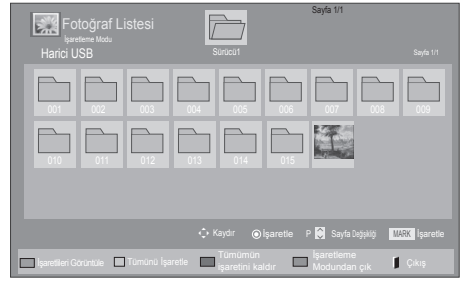 Sayfa 1/1
Fotoğraf Listesi
İşaretleme Modu
Harici USB
Sürücü1
Sayfa 1/1
001 002 003 004 005 006 007 008 009
010 011 012 013 014 015
Kaydır İşaretle P Sayfa Değişikliği MARK İşaretle
İşaretlileri Görüntüle Tümünü İşaretle Tümümün işaretini kaldır İşaretleme Modundan çık Çıkış